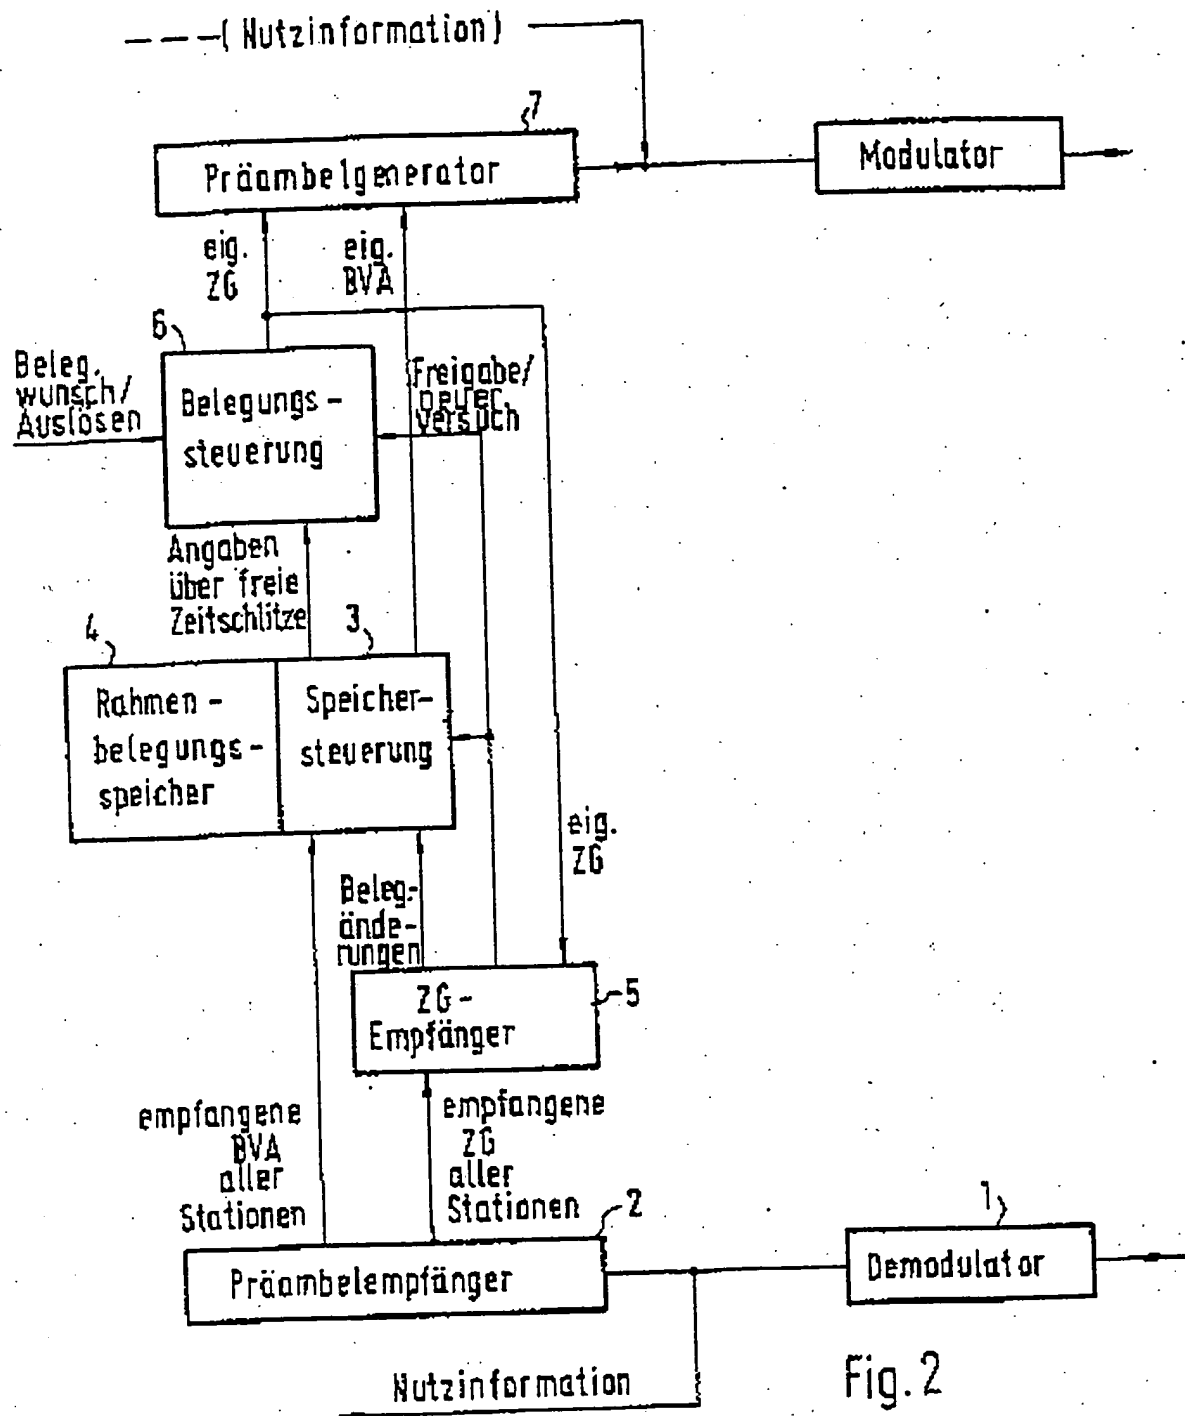 ---(Nutzinformation)
7
Präambelgenerator
Modulator
eig.
ZG
eig.
BVA
6
Beleg.
wunsch/
Auslösen
Belegungs-
steuerung
Freigabe/
versuch
Angaben
über freie
Zeitschlitze
4
3
Rahmen-
belegungs-
speicher
Speicher-
steuerung
eig.
ZG
Beleg.-
ände-
rungen
ZG-
Empfänger
5
empfangene
BVA
aller
Stationen
empfangene
ZG
aller
Stationen
2
1
Präambelempfänger
Demodulator
Nutzinformation
Fig. 2